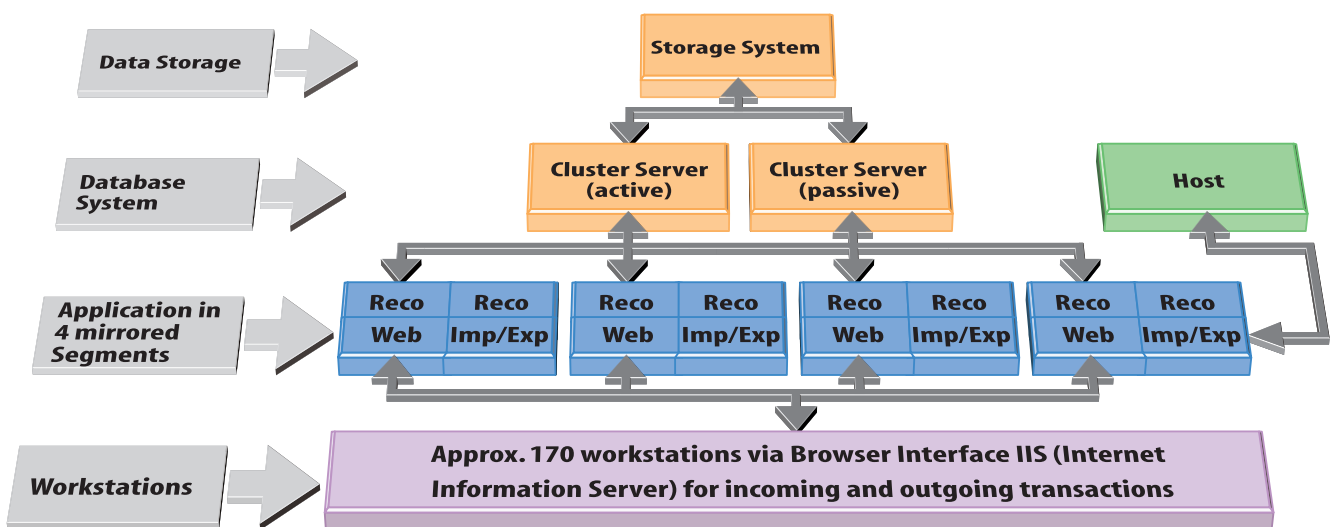 Data Storage
Storage System
Database
System
Cluster Server
(active)
Cluster Server
(passive)
Host
Application in
4 mirrored
Segments
Reco Reco
Web Imp/Exp
Reco Reco
Web Imp/Exp
Reco Reco
Web Imp/Exp
Reco Reco
Web Imp/Exp
Workstations
Approx. 170 workstations via Browser Interface IIS (Internet
Information Server) for incoming and outgoing transactions